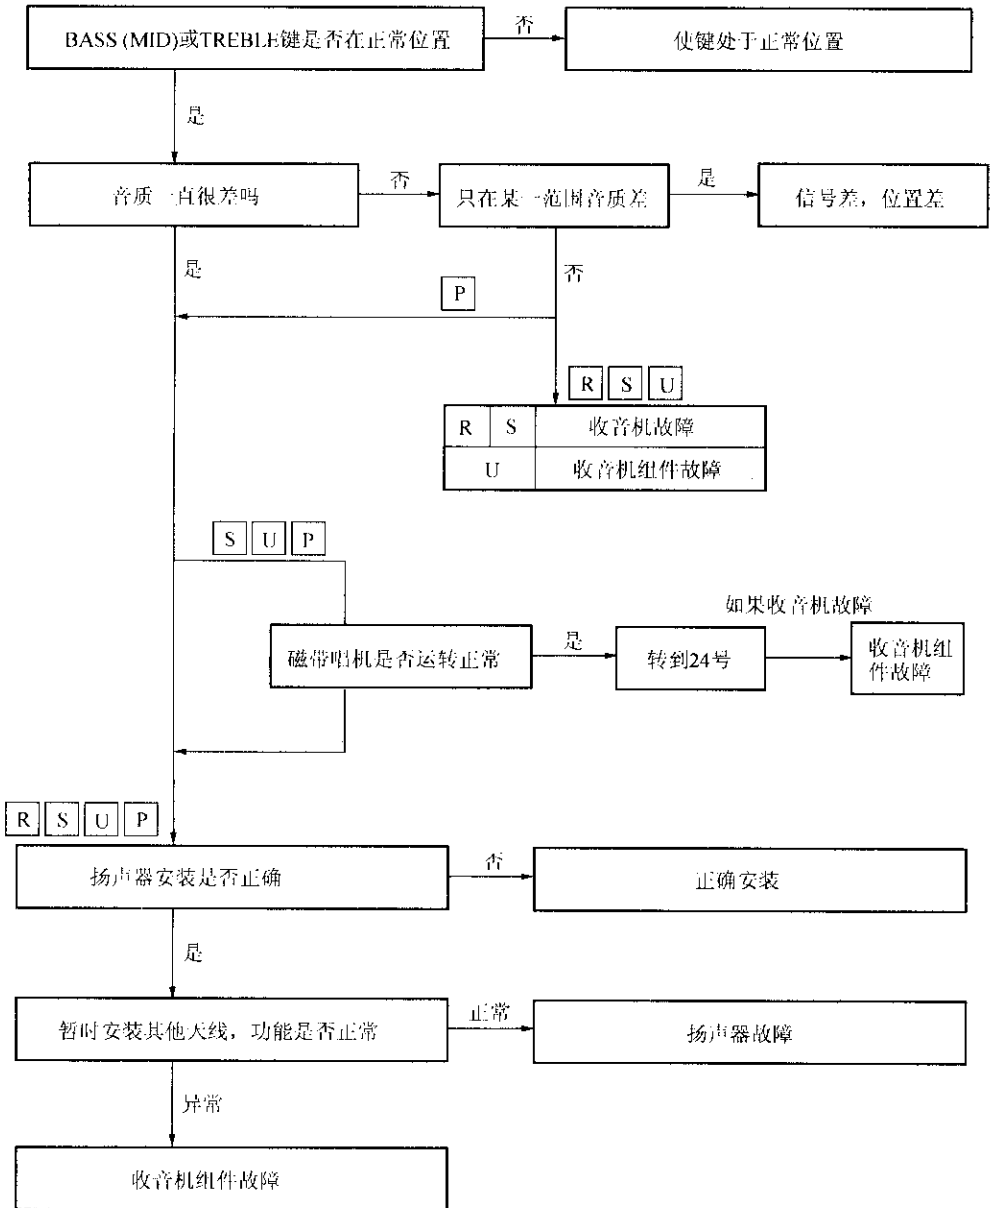 BASS (MID)或TREBLE键是否在正常位置
否
使键处于正常位置
是
音质一直很差吗
否
只在某一范围音质差
是
信号差，位置差
是
否
P
R S U
R S 收音机故障
U 收音机组件故障
S U P
如果收音机故障
磁带唱机是否运转正常
是
转到24号
收音机组
件故障
R S U P
扬声器安装是否正确
否
正确安装
是
暂时安装其他天线，功能是否正常
正常
扬声器故障
异常
收音机组件故障